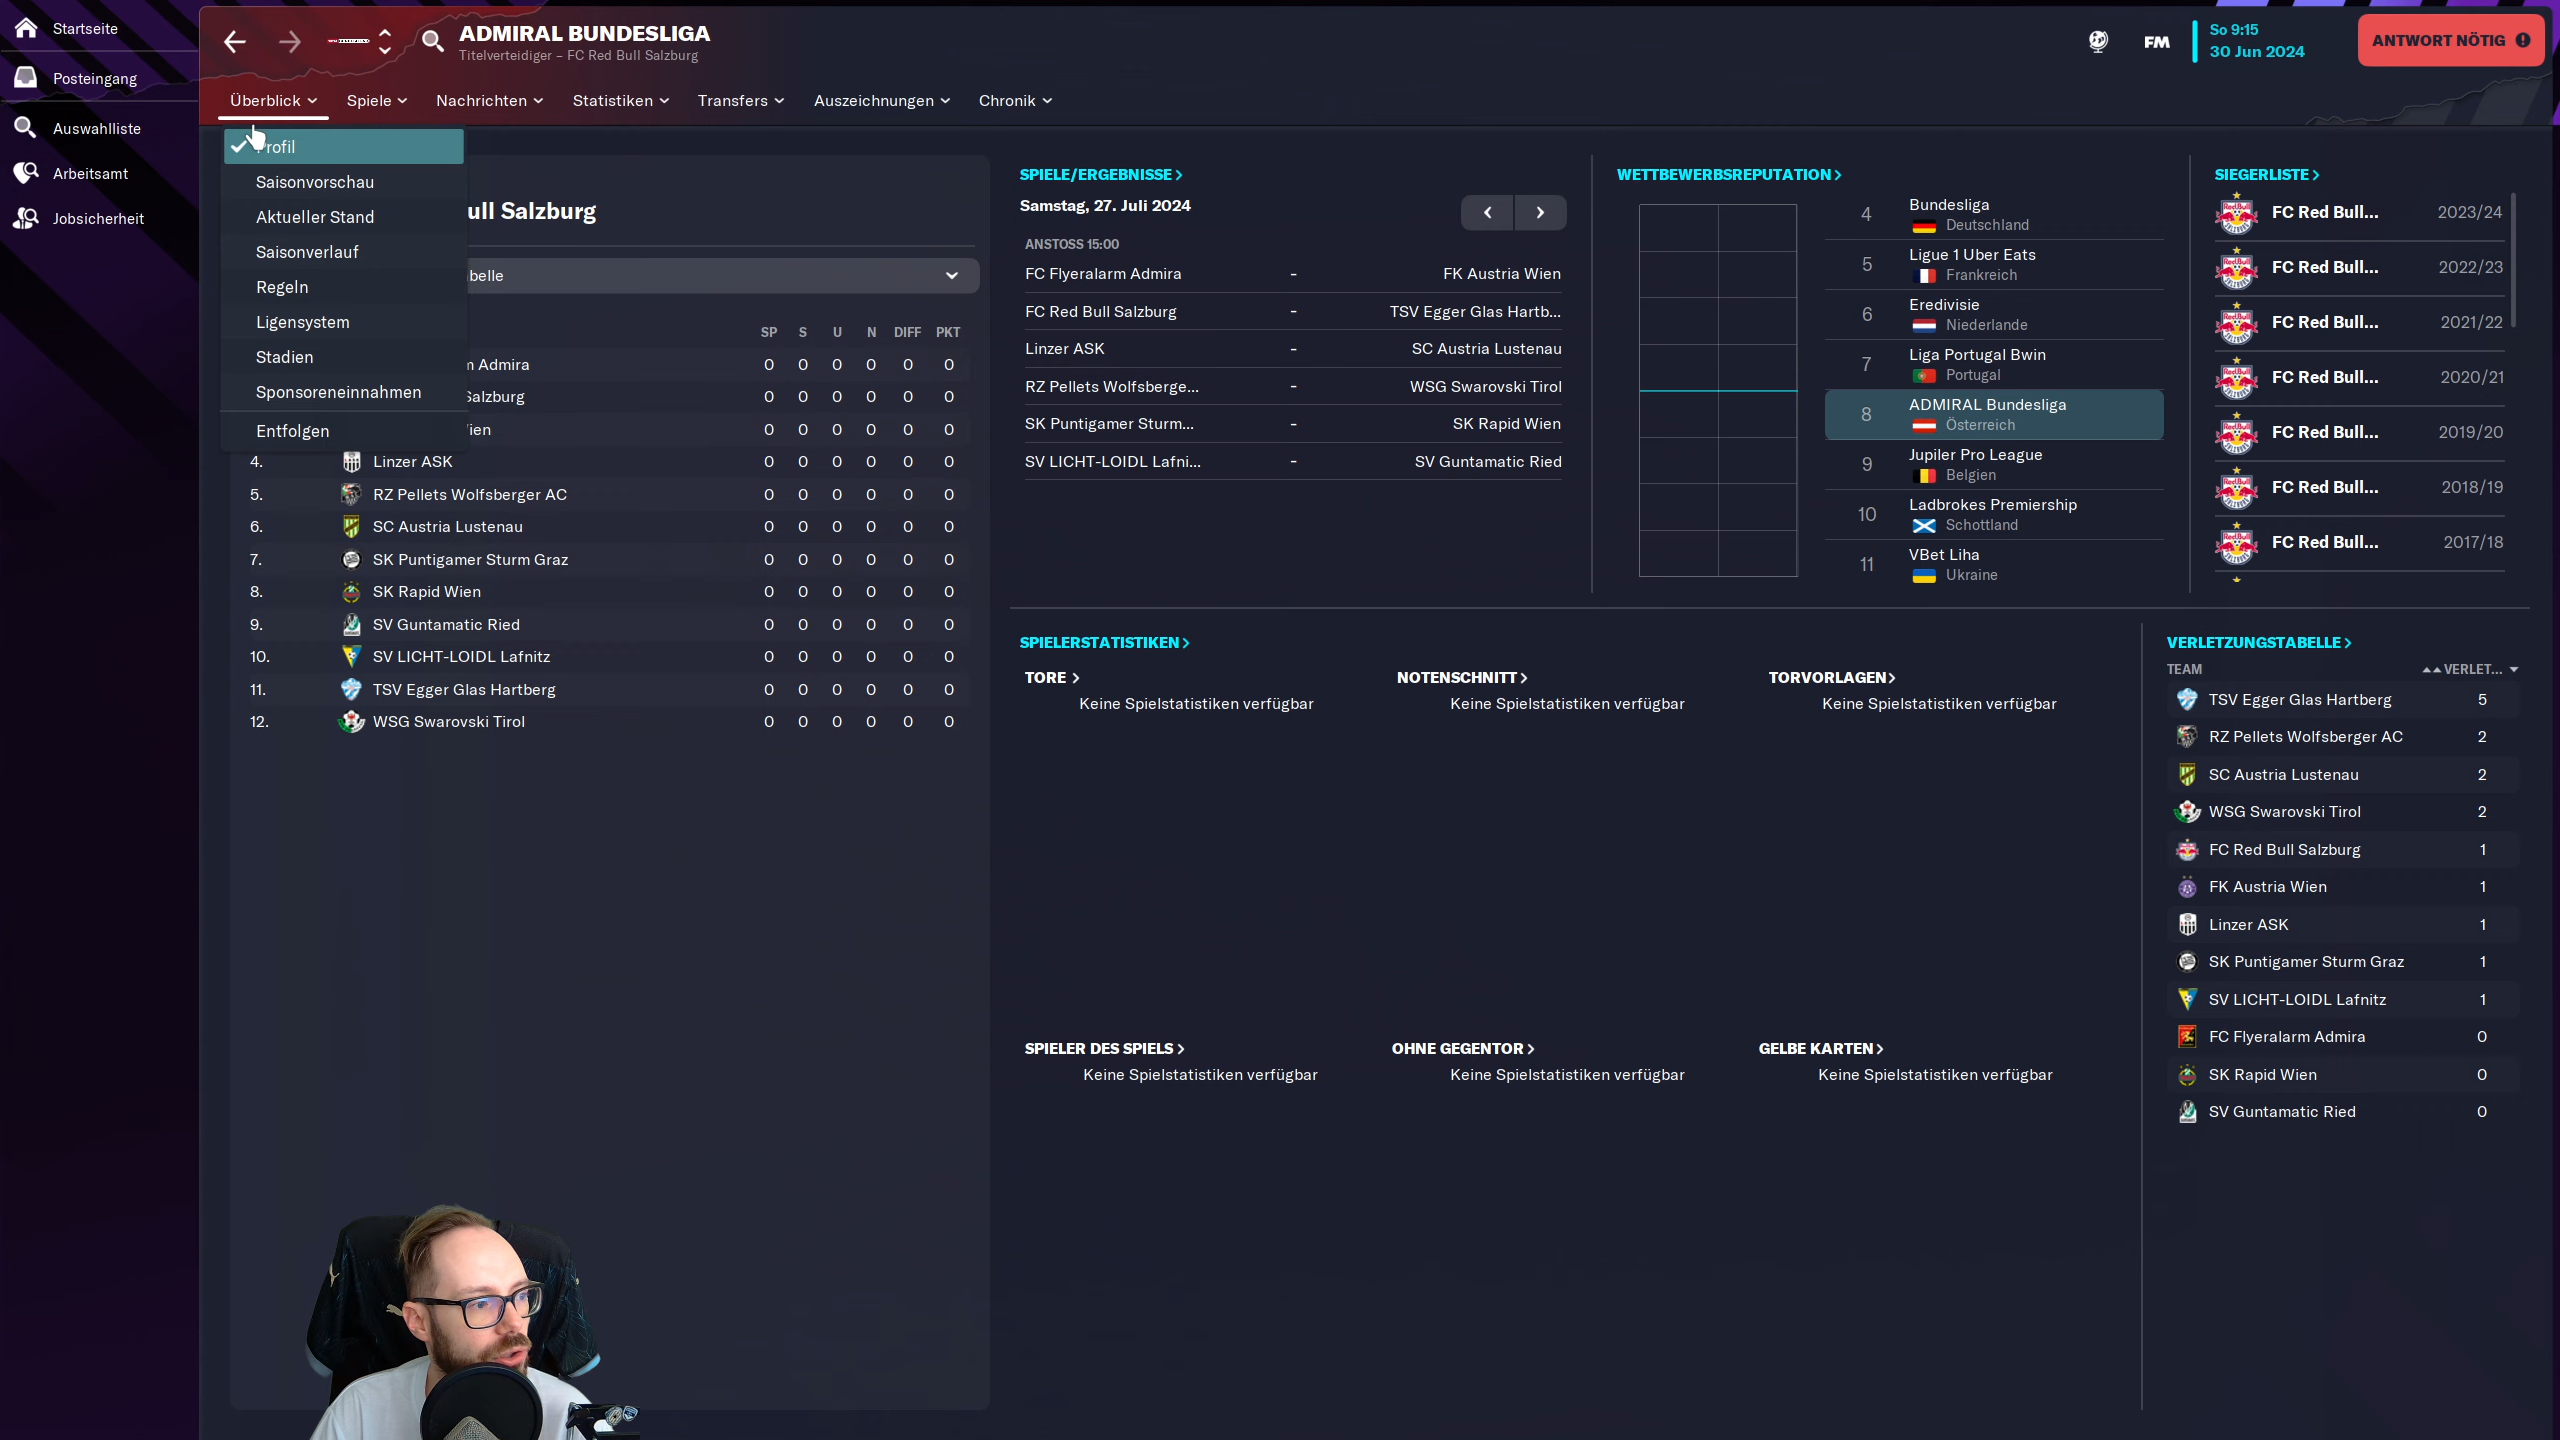 Startseite
Posteingang
Auswahlliste
Arbeitsamt
Jobsicherheit
ADMIRAL BUNDESLIGA
Titelverteidiger – FC Red Bull Salzburg
FM
So 9:15
30 Jun 2024
ANTWORT NÖTIG
Überblick
Spiele
Nachrichten
Statistiken
Transfers
Auszeichnungen
Chronik
rofil
Saisonvorschau
Aktueller Stand
Saisonverlauf
Regeln
Ligensystem
Stadien
Sponsoreneinnahmen
Entfolgen
ull Salzburg
belle
SP S U N DIFF PKT
Admira 0 0 0 0 0 0
Salzburg 0 0 0 0 0 0
ien 0 0 0 0 0 0
4. Linzer ASK 0 0 0 0 0 0
5. RZ Pellets Wolfsberger AC 0 0 0 0 0 0
6. SC Austria Lustenau 0 0 0 0 0 0
7. SK Puntigamer Sturm Graz 0 0 0 0 0 0
8. SK Rapid Wien 0 0 0 0 0 0
9. SV Guntamatic Ried 0 0 0 0 0 0
10. SV LICHT-LOIDL Lafnitz 0 0 0 0 0 0
11. TSV Egger Glas Hartberg 0 0 0 0 0 0
12. WSG Swarovski Tirol 0 0 0 0 0 0
SPIELE/ERGEBNISSE
Samstag, 27. Juli 2024
ANSTOSS 15:00
FC Flyeralarm Admira - FK Austria Wien
FC Red Bull Salzburg - TSV Egger Glas Hartb...
Linzer ASK - SC Austria Lustenau
RZ Pellets Wolfsberge... - WSG Swarovski Tirol
SK Puntigamer Sturm... - SK Rapid Wien
SV LICHT-LOIDL Lafni... - SV Guntamatic Ried
WETTBEWERBSREPUTATION
4 Bundesliga
Deutschland
5 Ligue 1 Uber Eats
Frankreich
6 Eredivisie
Niederlande
7 Liga Portugal Bwin
Portugal
8 ADMIRAL Bundesliga
Österreich
9 Jupiler Pro League
Belgien
10 Ladbrokes Premiership
Schottland
11 VBet Liha
Ukraine
SIEGERLISTE
FC Red Bull... 2023/24
FC Red Bull... 2022/23
FC Red Bull... 2021/22
FC Red Bull... 2020/21
FC Red Bull... 2019/20
FC Red Bull... 2018/19
FC Red Bull... 2017/18
SPIELERSTATISTIKEN
TORE
Keine Spielstatistiken verfügbar
NOTENSCHNITT
Keine Spielstatistiken verfügbar
TORVORLAGEN
Keine Spielstatistiken verfügbar
SPIELER DES SPIELS
Keine Spielstatistiken verfügbar
OHNE GEGENTOR
Keine Spielstatistiken verfügbar
GELBE KARTEN
Keine Spielstatistiken verfügbar
VERLETZUNGSTABELLE
TEAM VERLET...
TSV Egger Glas Hartberg 5
RZ Pellets Wolfsberger AC 2
SC Austria Lustenau 2
WSG Swarovski Tirol 2
FC Red Bull Salzburg 1
FK Austria Wien 1
Linzer ASK 1
SK Puntigamer Sturm Graz 1
SV LICHT-LOIDL Lafnitz 1
FC Flyeralarm Admira 0
SK Rapid Wien 0
SV Guntamatic Ried 0